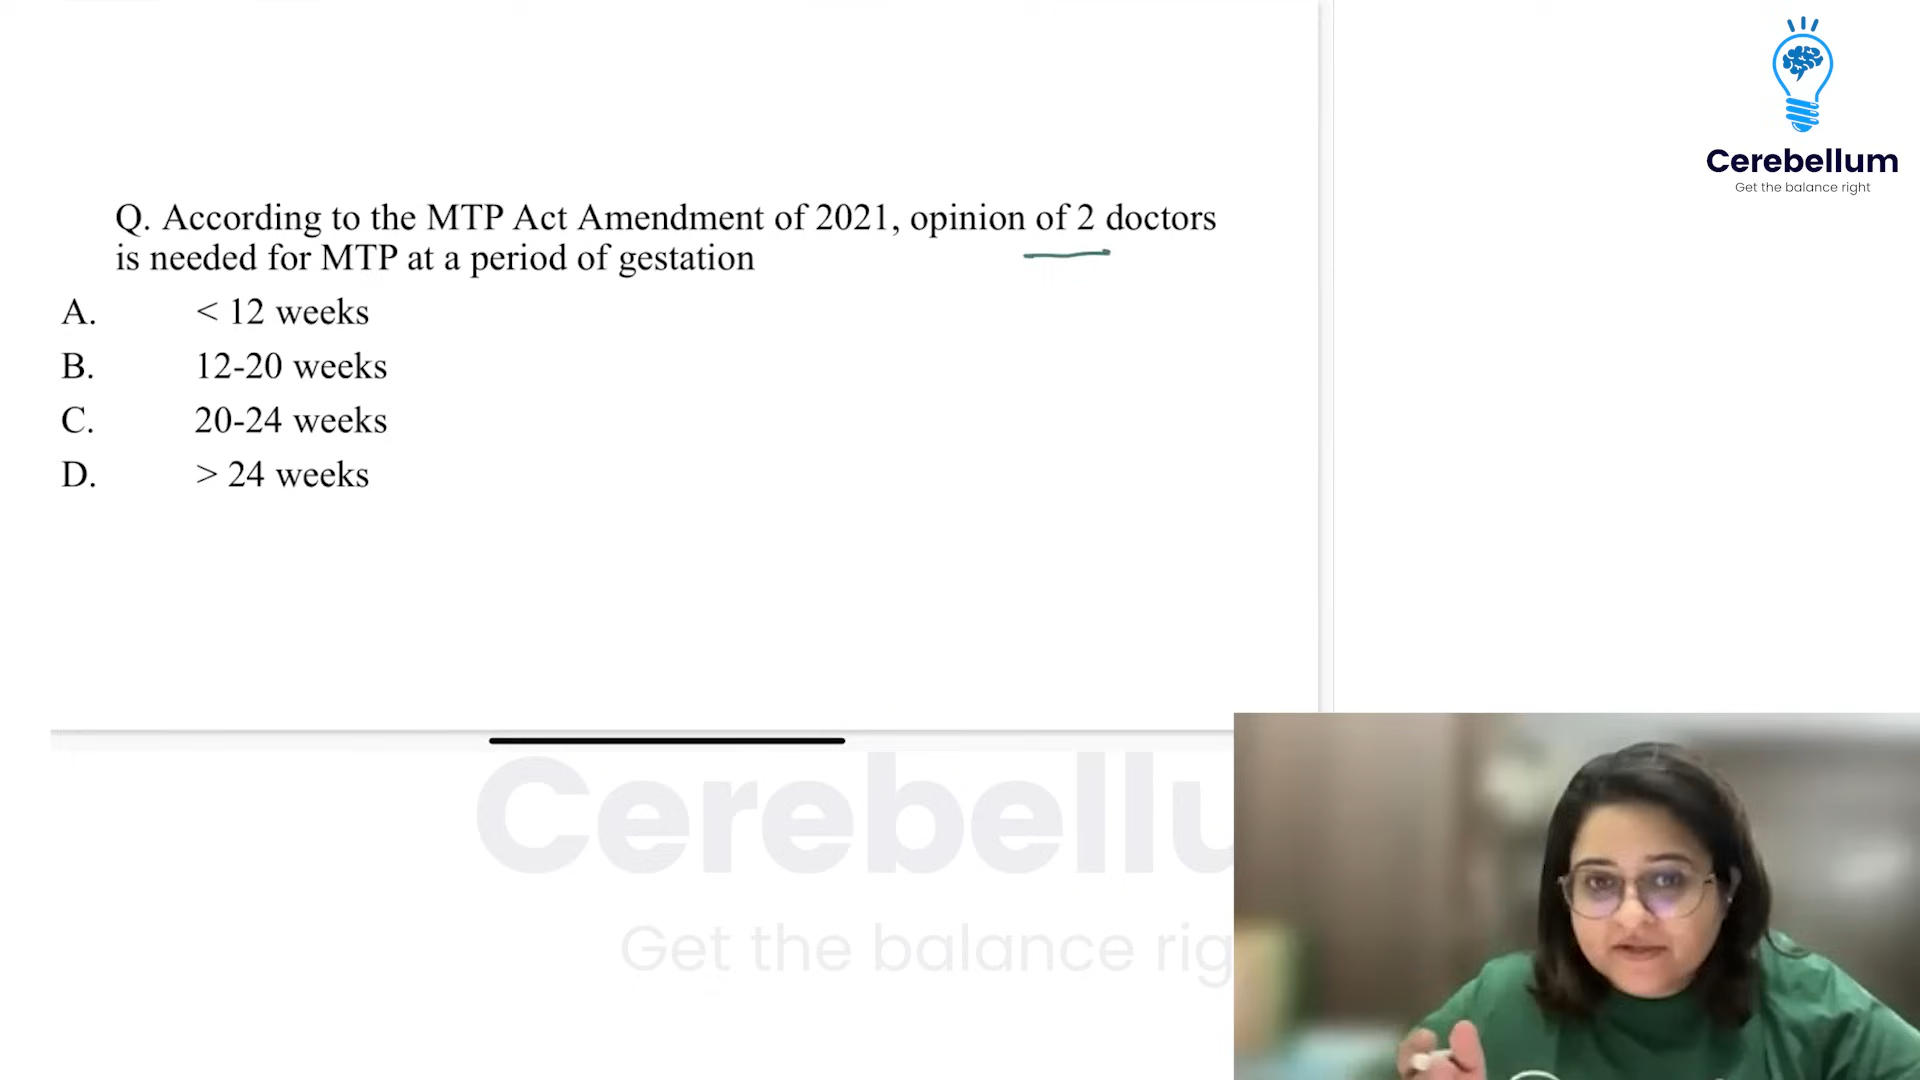 Cerebellum
Get the balance right
Q. According to the MTP Act Amendment of 2021, opinion of 2 doctors
is needed for MTP at a period of gestation
A. < 12 weeks
B. 12-20 weeks
C. 20-24 weeks
D. > 24 weeks
Cerebellu
Get the balance rig